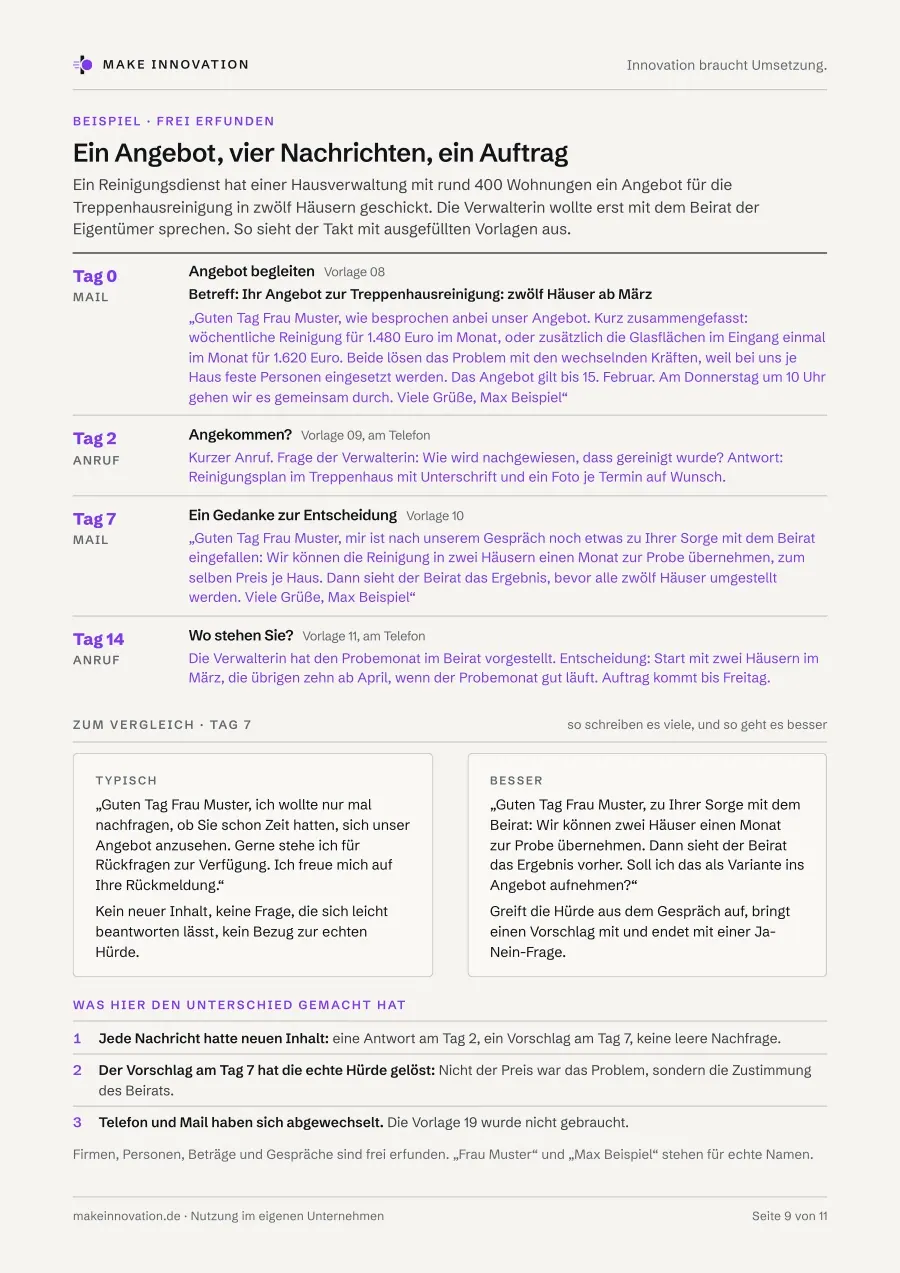 MAKE INNOVATION
Innovation braucht Umsetzung.
BEISPIEL · FREI ERFUNDEN
Ein Angebot, vier Nachrichten, ein Auftrag
Ein Reinigungsdienst hat einer Hausverwaltung mit rund 400 Wohnungen ein Angebot für die
Treppenhausreinigung in zwölf Häusern geschickt. Die Verwalterin wollte erst mit dem Beirat der
Eigentümer sprechen. So sieht der Takt mit ausgefüllten Vorlagen aus.
Tag 0
MAIL
Angebot begleiten Vorlage 08
Betreff: Ihr Angebot zur Treppenhausreinigung: zwölf Häuser ab März
„Guten Tag Frau Muster, wie besprochen anbei unser Angebot. Kurz zusammengefasst:
wöchentliche Reinigung für 1.480 Euro im Monat, oder zusätzlich die Glasflächen im Eingang einmal
im Monat für 1.620 Euro. Beide lösen das Problem mit den wechselnden Kräften, weil bei uns je
Haus feste Personen eingesetzt werden. Das Angebot gilt bis 15. Februar. Am Donnerstag um 10 Uhr
gehen wir es gemeinsam durch. Viele Grüße, Max Beispiel“
Tag 2
ANRUF
Angekommen? Vorlage 09, am Telefon
Kurzer Anruf. Frage der Verwalterin: Wie wird nachgewiesen, dass gereinigt wurde? Antwort:
Reinigungsplan im Treppenhaus mit Unterschrift und ein Foto je Termin auf Wunsch.
Tag 7
MAIL
Ein Gedanke zur Entscheidung Vorlage 10
„Guten Tag Frau Muster, mir ist nach unserem Gespräch noch etwas zu Ihrer Sorge mit dem Beirat
eingefallen: Wir können die Reinigung in zwei Häusern einen Monat zur Probe übernehmen, zum
selben Preis je Haus. Dann sieht der Beirat das Ergebnis, bevor alle zwölf Häuser umgestellt
werden. Viele Grüße, Max Beispiel“
Tag 14
ANRUF
Wo stehen Sie? Vorlage 11, am Telefon
Die Verwalterin hat den Probemonat im Beirat vorgestellt. Entscheidung: Start mit zwei Häusern im
März, die übrigen zehn ab April, wenn der Probemonat gut läuft. Auftrag kommt bis Freitag.
ZUM VERGLEICH · TAG 7
so schreiben es viele, und so geht es besser
TYPISCH
„Guten Tag Frau Muster, ich wollte nur mal
nachfragen, ob Sie schon Zeit hatten, sich unser
Angebot anzusehen. Gerne stehe ich für
Rückfragen zur Verfügung. Ich freue mich auf
Ihre Rückmeldung.“
Kein neuer Inhalt, keine Frage, die sich leicht
beantworten lässt, kein Bezug zur echten
Hürde.
BESSER
„Guten Tag Frau Muster, zu Ihrer Sorge mit dem
Beirat: Wir können zwei Häuser einen Monat
zur Probe übernehmen. Dann sieht der Beirat
das Ergebnis vorher. Soll ich das als Variante ins
Angebot aufnehmen?“
Greift die Hürde aus dem Gespräch auf, bringt
einen Vorschlag mit und endet mit einer Ja-
Nein-Frage.
WAS HIER DEN UNTERSCHIED GEMACHT HAT
1 Jede Nachricht hatte neuen Inhalt: eine Antwort am Tag 2, ein Vorschlag am Tag 7, keine leere Nachfrage.
2 Der Vorschlag am Tag 7 hat die echte Hürde gelöst: Nicht der Preis war das Problem, sondern die Zustimmung
des Beirats.
3 Telefon und Mail haben sich abgewechselt. Die Vorlage 19 wurde nicht gebraucht.
Firmen, Personen, Beträge und Gespräche sind frei erfunden. „Frau Muster“ und „Max Beispiel“ stehen für echte Namen.
makeinnovation.de · Nutzung im eigenen Unternehmen
Seite 9 von 11